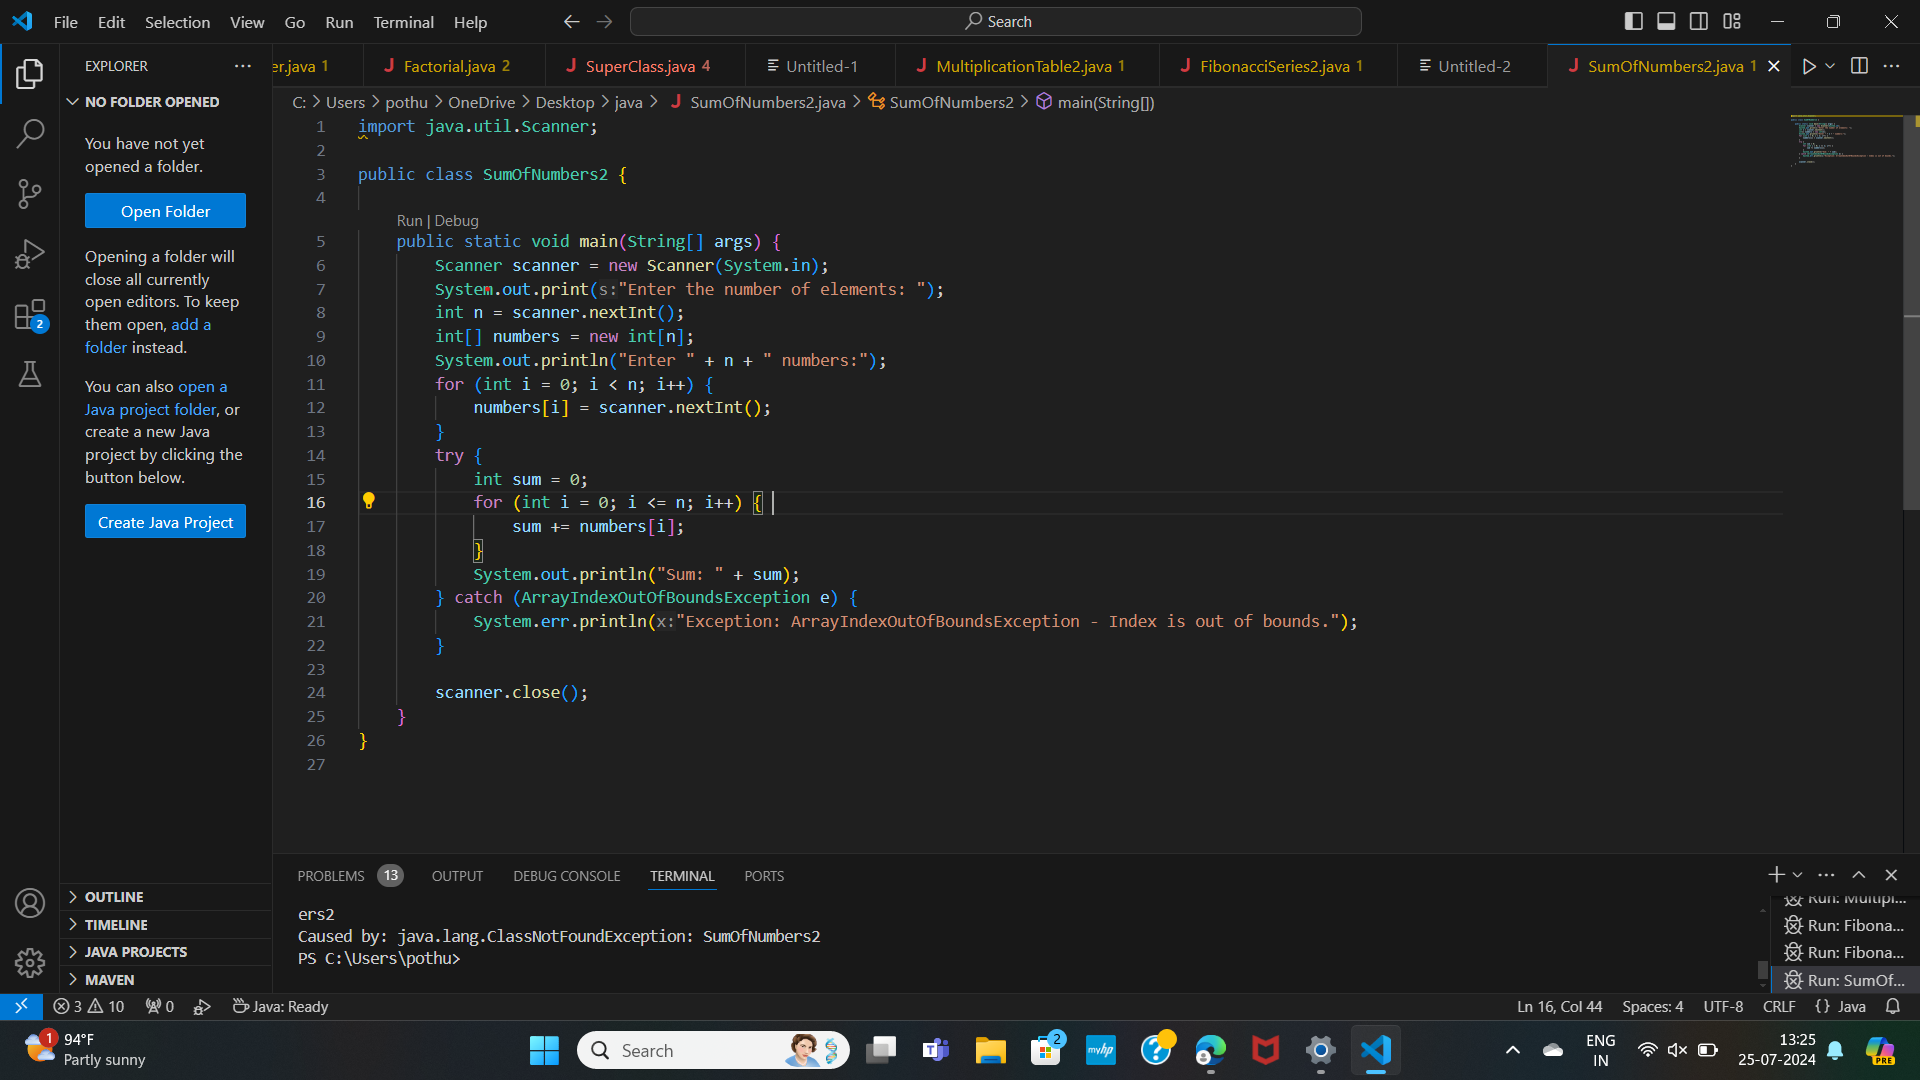 File Edit Selection View Go Run Terminal Help
Search
EXPLORER
er.java 1
Factorial.java 2
SuperClass.java 4
Untitled-1
MultiplicationTable2.java 1
FibonacciSeries2.java 1
Untitled-2
SumOfNumbers2.java 1
NO FOLDER OPENED
You have not yet
opened a folder.
Open Folder
Opening a folder will
close all currently
open editors. To keep
them open, add a
folder instead.
You can also open a
Java project folder, or
create a new Java
project by clicking the
button below.
Create Java Project
OUTLINE
TIMELINE
JAVA PROJECTS
MAVEN
2
C: > Users > pothu > OneDrive > Desktop > java > SumOfNumbers2.java > SumOfNumbers2 > main(String[])
1 import java.util.Scanner;
2
3 public class SumOfNumbers2 {
4
Run | Debug
5 public static void main(String[] args) {
6 Scanner scanner = new Scanner(System.in);
7 System.out.print(s:"Enter the number of elements: ");
8 int n = scanner.nextInt();
9 int[] numbers = new int[n];
10 System.out.println("Enter " + n + " numbers:");
11 for (int i = 0; i < n; i++) {
12 numbers[i] = scanner.nextInt();
13 }
14 try {
15 int sum = 0;
16 for (int i = 0; i <= n; i++) {
17 sum += numbers[i];
18 }
19 System.out.println("Sum: " + sum);
20 } catch (ArrayIndexOutOfBoundsException e) {
21 System.err.println(x:"Exception: ArrayIndexOutOfBoundsException - Index is out of bounds.");
22 }
23
24 scanner.close();
25 }
26 }
27
PROBLEMS 13 OUTPUT DEBUG CONSOLE TERMINAL PORTS
ers2
Caused by: java.lang.ClassNotFoundException: SumOfNumbers2
PS C:\Users\pothu>
Run: Multipl...
Run: Fibona...
Run: Fibona...
Run: SumOf...
3 10 0 Java: Ready
Ln 16, Col 44 Spaces: 4 UTF-8 CRLF {} Java
1
94°F
Partly sunny
Search
2
myhp
ENG
IN
13:25
25-07-2024
PRE